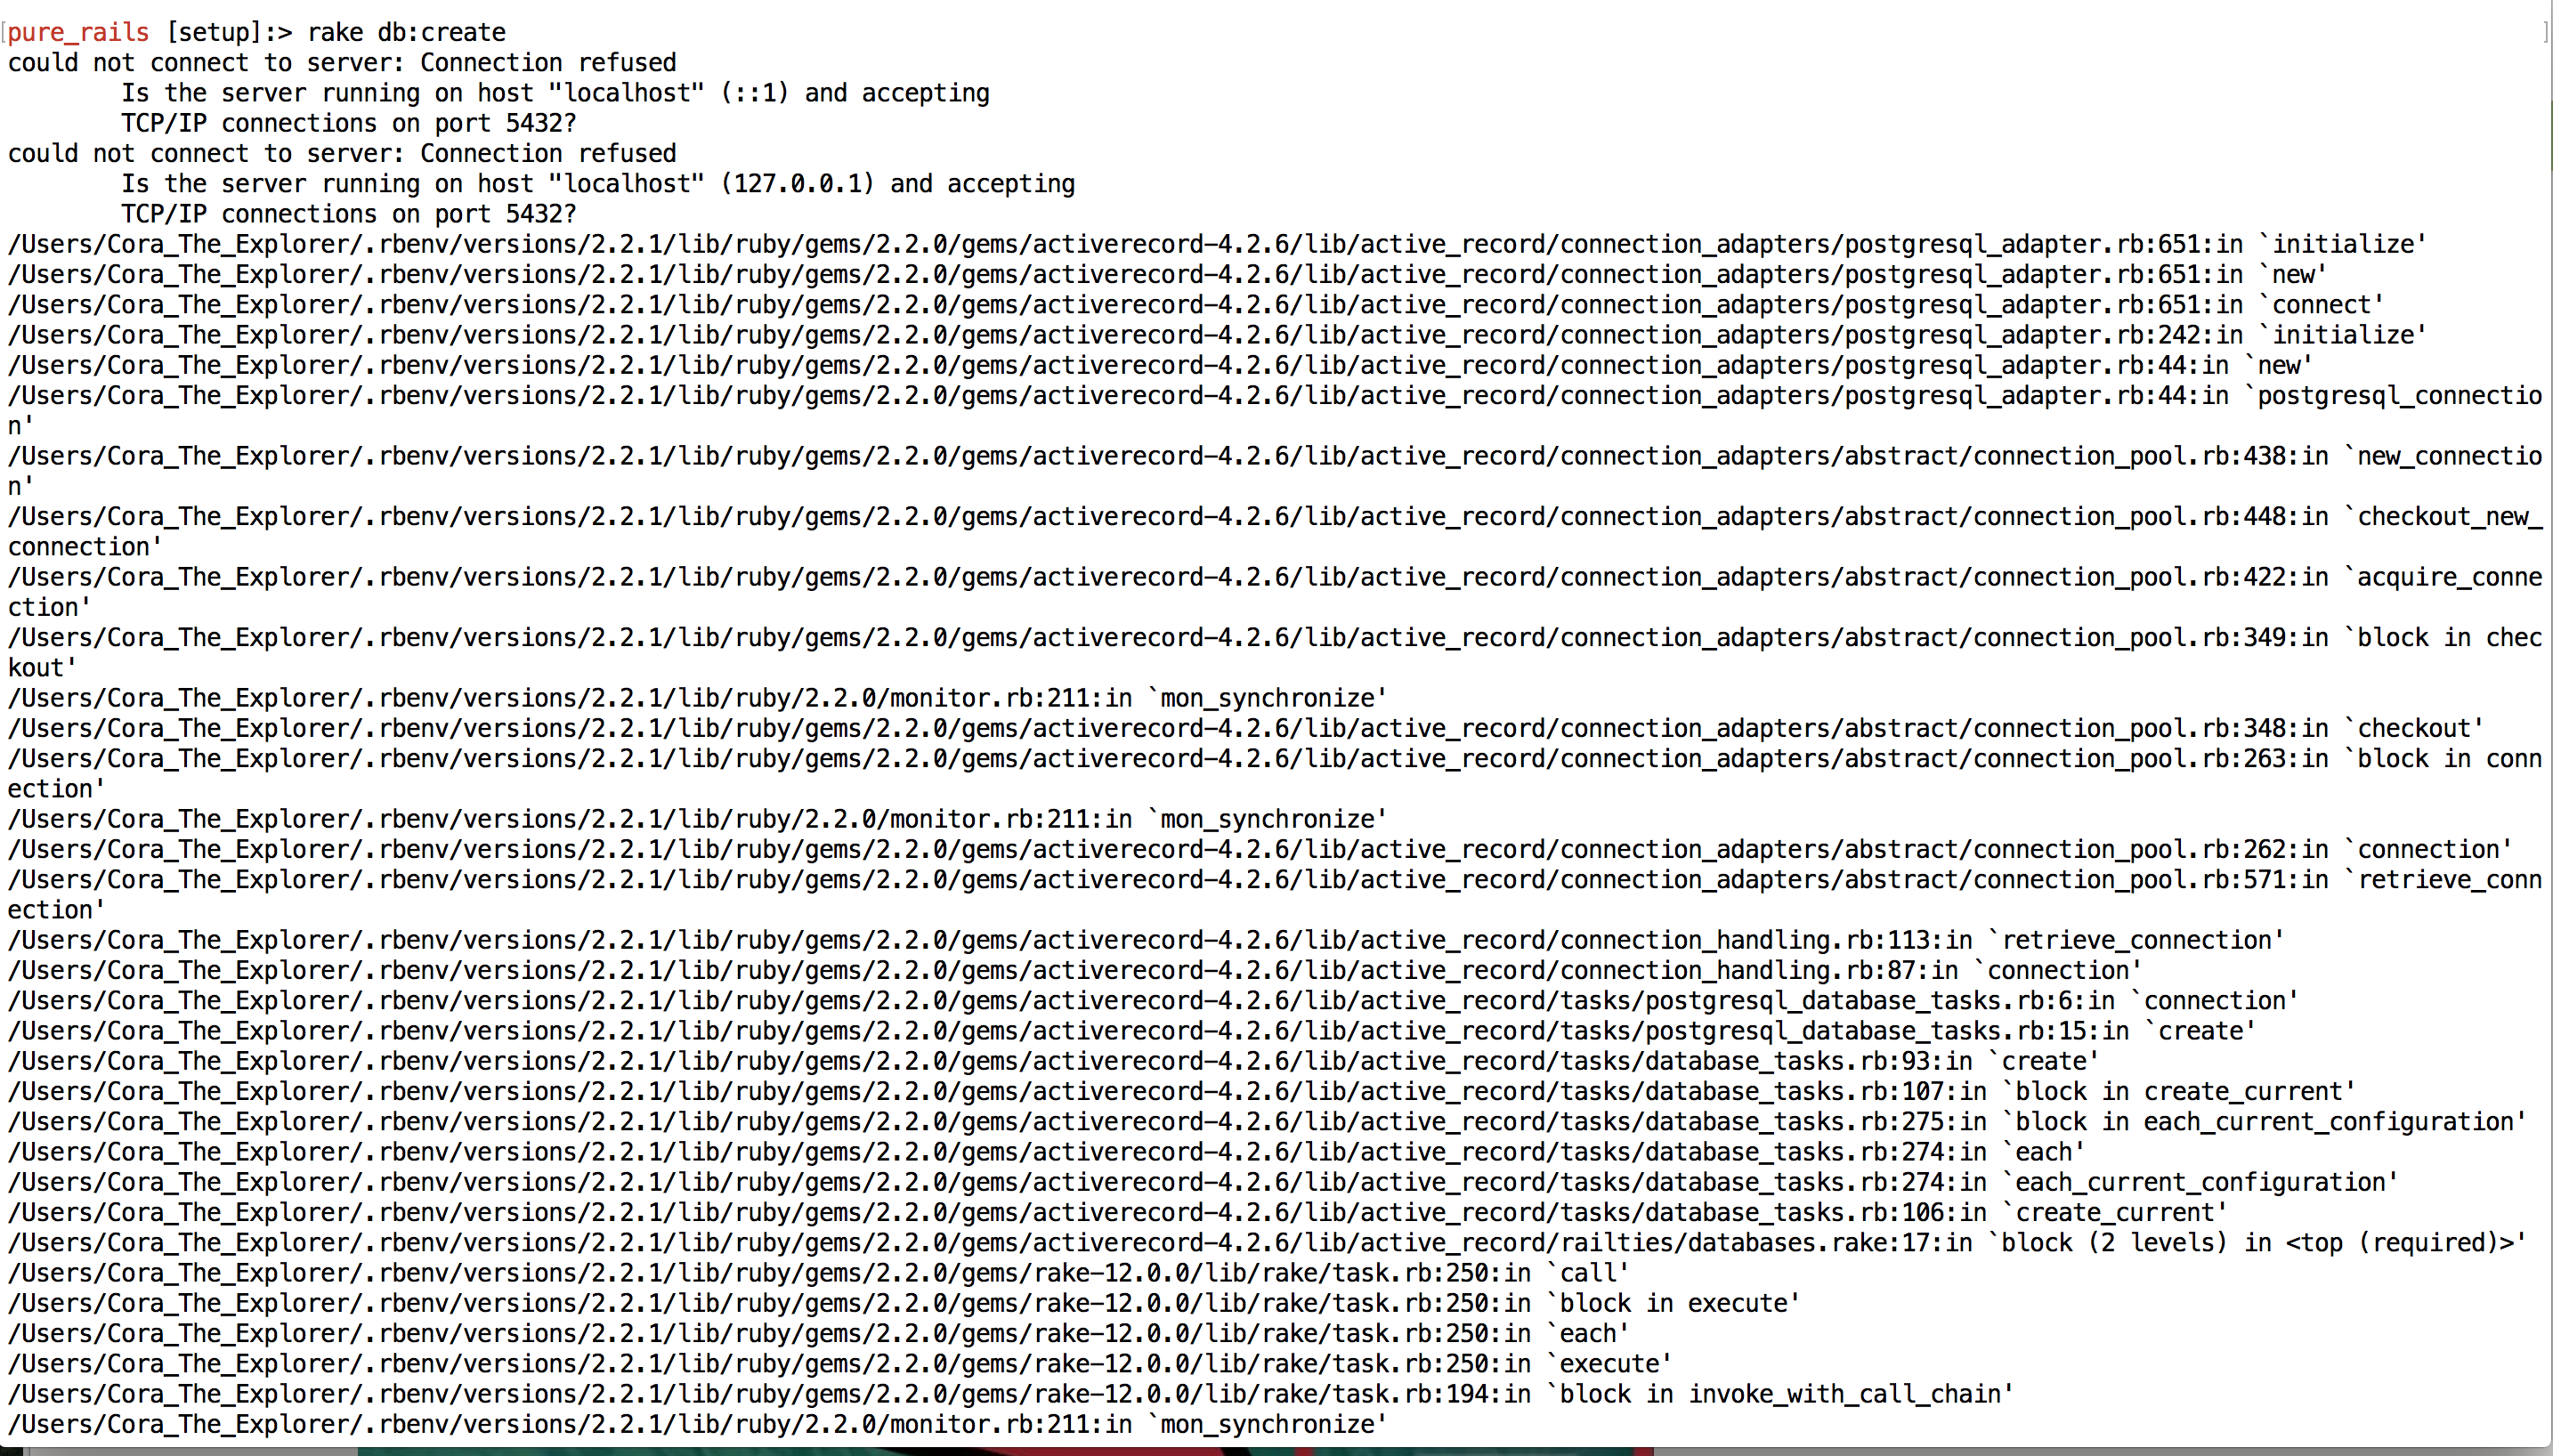 [pure_rails [setup]:> rake db:create ]
could not connect to server: Connection refused
        Is the server running on host "localhost" (::1) and accepting
        TCP/IP connections on port 5432?
could not connect to server: Connection refused
        Is the server running on host "localhost" (127.0.0.1) and accepting
        TCP/IP connections on port 5432?
/Users/Cora_The_Explorer/.rbenv/versions/2.2.1/lib/ruby/gems/2.2.0/gems/activerecord-4.2.6/lib/active_record/connection_adapters/postgresql_adapter.rb:651:in `initialize'
/Users/Cora_The_Explorer/.rbenv/versions/2.2.1/lib/ruby/gems/2.2.0/gems/activerecord-4.2.6/lib/active_record/connection_adapters/postgresql_adapter.rb:651:in `new'
/Users/Cora_The_Explorer/.rbenv/versions/2.2.1/lib/ruby/gems/2.2.0/gems/activerecord-4.2.6/lib/active_record/connection_adapters/postgresql_adapter.rb:651:in `connect'
/Users/Cora_The_Explorer/.rbenv/versions/2.2.1/lib/ruby/gems/2.2.0/gems/activerecord-4.2.6/lib/active_record/connection_adapters/postgresql_adapter.rb:242:in `initialize'
/Users/Cora_The_Explorer/.rbenv/versions/2.2.1/lib/ruby/gems/2.2.0/gems/activerecord-4.2.6/lib/active_record/connection_adapters/postgresql_adapter.rb:44:in `new'
/Users/Cora_The_Explorer/.rbenv/versions/2.2.1/lib/ruby/gems/2.2.0/gems/activerecord-4.2.6/lib/active_record/connection_adapters/postgresql_adapter.rb:44:in `postgresql_connectio
n'
/Users/Cora_The_Explorer/.rbenv/versions/2.2.1/lib/ruby/gems/2.2.0/gems/activerecord-4.2.6/lib/active_record/connection_adapters/abstract/connection_pool.rb:438:in `new_connectio
n'
/Users/Cora_The_Explorer/.rbenv/versions/2.2.1/lib/ruby/gems/2.2.0/gems/activerecord-4.2.6/lib/active_record/connection_adapters/abstract/connection_pool.rb:448:in `checkout_new_
connection'
/Users/Cora_The_Explorer/.rbenv/versions/2.2.1/lib/ruby/gems/2.2.0/gems/activerecord-4.2.6/lib/active_record/connection_adapters/abstract/connection_pool.rb:422:in `acquire_conne
ction'
/Users/Cora_The_Explorer/.rbenv/versions/2.2.1/lib/ruby/gems/2.2.0/gems/activerecord-4.2.6/lib/active_record/connection_adapters/abstract/connection_pool.rb:349:in `block in chec
kout'
/Users/Cora_The_Explorer/.rbenv/versions/2.2.1/lib/ruby/2.2.0/monitor.rb:211:in `mon_synchronize'
/Users/Cora_The_Explorer/.rbenv/versions/2.2.1/lib/ruby/gems/2.2.0/gems/activerecord-4.2.6/lib/active_record/connection_adapters/abstract/connection_pool.rb:348:in `checkout'
/Users/Cora_The_Explorer/.rbenv/versions/2.2.1/lib/ruby/gems/2.2.0/gems/activerecord-4.2.6/lib/active_record/connection_adapters/abstract/connection_pool.rb:263:in `block in conn
ection'
/Users/Cora_The_Explorer/.rbenv/versions/2.2.1/lib/ruby/2.2.0/monitor.rb:211:in `mon_synchronize'
/Users/Cora_The_Explorer/.rbenv/versions/2.2.1/lib/ruby/gems/2.2.0/gems/activerecord-4.2.6/lib/active_record/connection_adapters/abstract/connection_pool.rb:262:in `connection'
/Users/Cora_The_Explorer/.rbenv/versions/2.2.1/lib/ruby/gems/2.2.0/gems/activerecord-4.2.6/lib/active_record/connection_adapters/abstract/connection_pool.rb:571:in `retrieve_conn
ection'
/Users/Cora_The_Explorer/.rbenv/versions/2.2.1/lib/ruby/gems/2.2.0/gems/activerecord-4.2.6/lib/active_record/connection_handling.rb:113:in `retrieve_connection'
/Users/Cora_The_Explorer/.rbenv/versions/2.2.1/lib/ruby/gems/2.2.0/gems/activerecord-4.2.6/lib/active_record/connection_handling.rb:87:in `connection'
/Users/Cora_The_Explorer/.rbenv/versions/2.2.1/lib/ruby/gems/2.2.0/gems/activerecord-4.2.6/lib/active_record/tasks/postgresql_database_tasks.rb:6:in `connection'
/Users/Cora_The_Explorer/.rbenv/versions/2.2.1/lib/ruby/gems/2.2.0/gems/activerecord-4.2.6/lib/active_record/tasks/postgresql_database_tasks.rb:15:in `create'
/Users/Cora_The_Explorer/.rbenv/versions/2.2.1/lib/ruby/gems/2.2.0/gems/activerecord-4.2.6/lib/active_record/tasks/database_tasks.rb:93:in `create'
/Users/Cora_The_Explorer/.rbenv/versions/2.2.1/lib/ruby/gems/2.2.0/gems/activerecord-4.2.6/lib/active_record/tasks/database_tasks.rb:107:in `block in create_current'
/Users/Cora_The_Explorer/.rbenv/versions/2.2.1/lib/ruby/gems/2.2.0/gems/activerecord-4.2.6/lib/active_record/tasks/database_tasks.rb:275:in `block in each_current_configuration'
/Users/Cora_The_Explorer/.rbenv/versions/2.2.1/lib/ruby/gems/2.2.0/gems/activerecord-4.2.6/lib/active_record/tasks/database_tasks.rb:274:in `each'
/Users/Cora_The_Explorer/.rbenv/versions/2.2.1/lib/ruby/gems/2.2.0/gems/activerecord-4.2.6/lib/active_record/tasks/database_tasks.rb:274:in `each_current_configuration'
/Users/Cora_The_Explorer/.rbenv/versions/2.2.1/lib/ruby/gems/2.2.0/gems/activerecord-4.2.6/lib/active_record/tasks/database_tasks.rb:106:in `create_current'
/Users/Cora_The_Explorer/.rbenv/versions/2.2.1/lib/ruby/gems/2.2.0/gems/activerecord-4.2.6/lib/active_record/railties/databases.rake:17:in `block (2 levels) in <top (required)>'
/Users/Cora_The_Explorer/.rbenv/versions/2.2.1/lib/ruby/gems/2.2.0/gems/rake-12.0.0/lib/rake/task.rb:250:in `call'
/Users/Cora_The_Explorer/.rbenv/versions/2.2.1/lib/ruby/gems/2.2.0/gems/rake-12.0.0/lib/rake/task.rb:250:in `block in execute'
/Users/Cora_The_Explorer/.rbenv/versions/2.2.1/lib/ruby/gems/2.2.0/gems/rake-12.0.0/lib/rake/task.rb:250:in `each'
/Users/Cora_The_Explorer/.rbenv/versions/2.2.1/lib/ruby/gems/2.2.0/gems/rake-12.0.0/lib/rake/task.rb:250:in `execute'
/Users/Cora_The_Explorer/.rbenv/versions/2.2.1/lib/ruby/gems/2.2.0/gems/rake-12.0.0/lib/rake/task.rb:194:in `block in invoke_with_call_chain'
/Users/Cora_The_Explorer/.rbenv/versions/2.2.1/lib/ruby/2.2.0/monitor.rb:211:in `mon_synchronize'